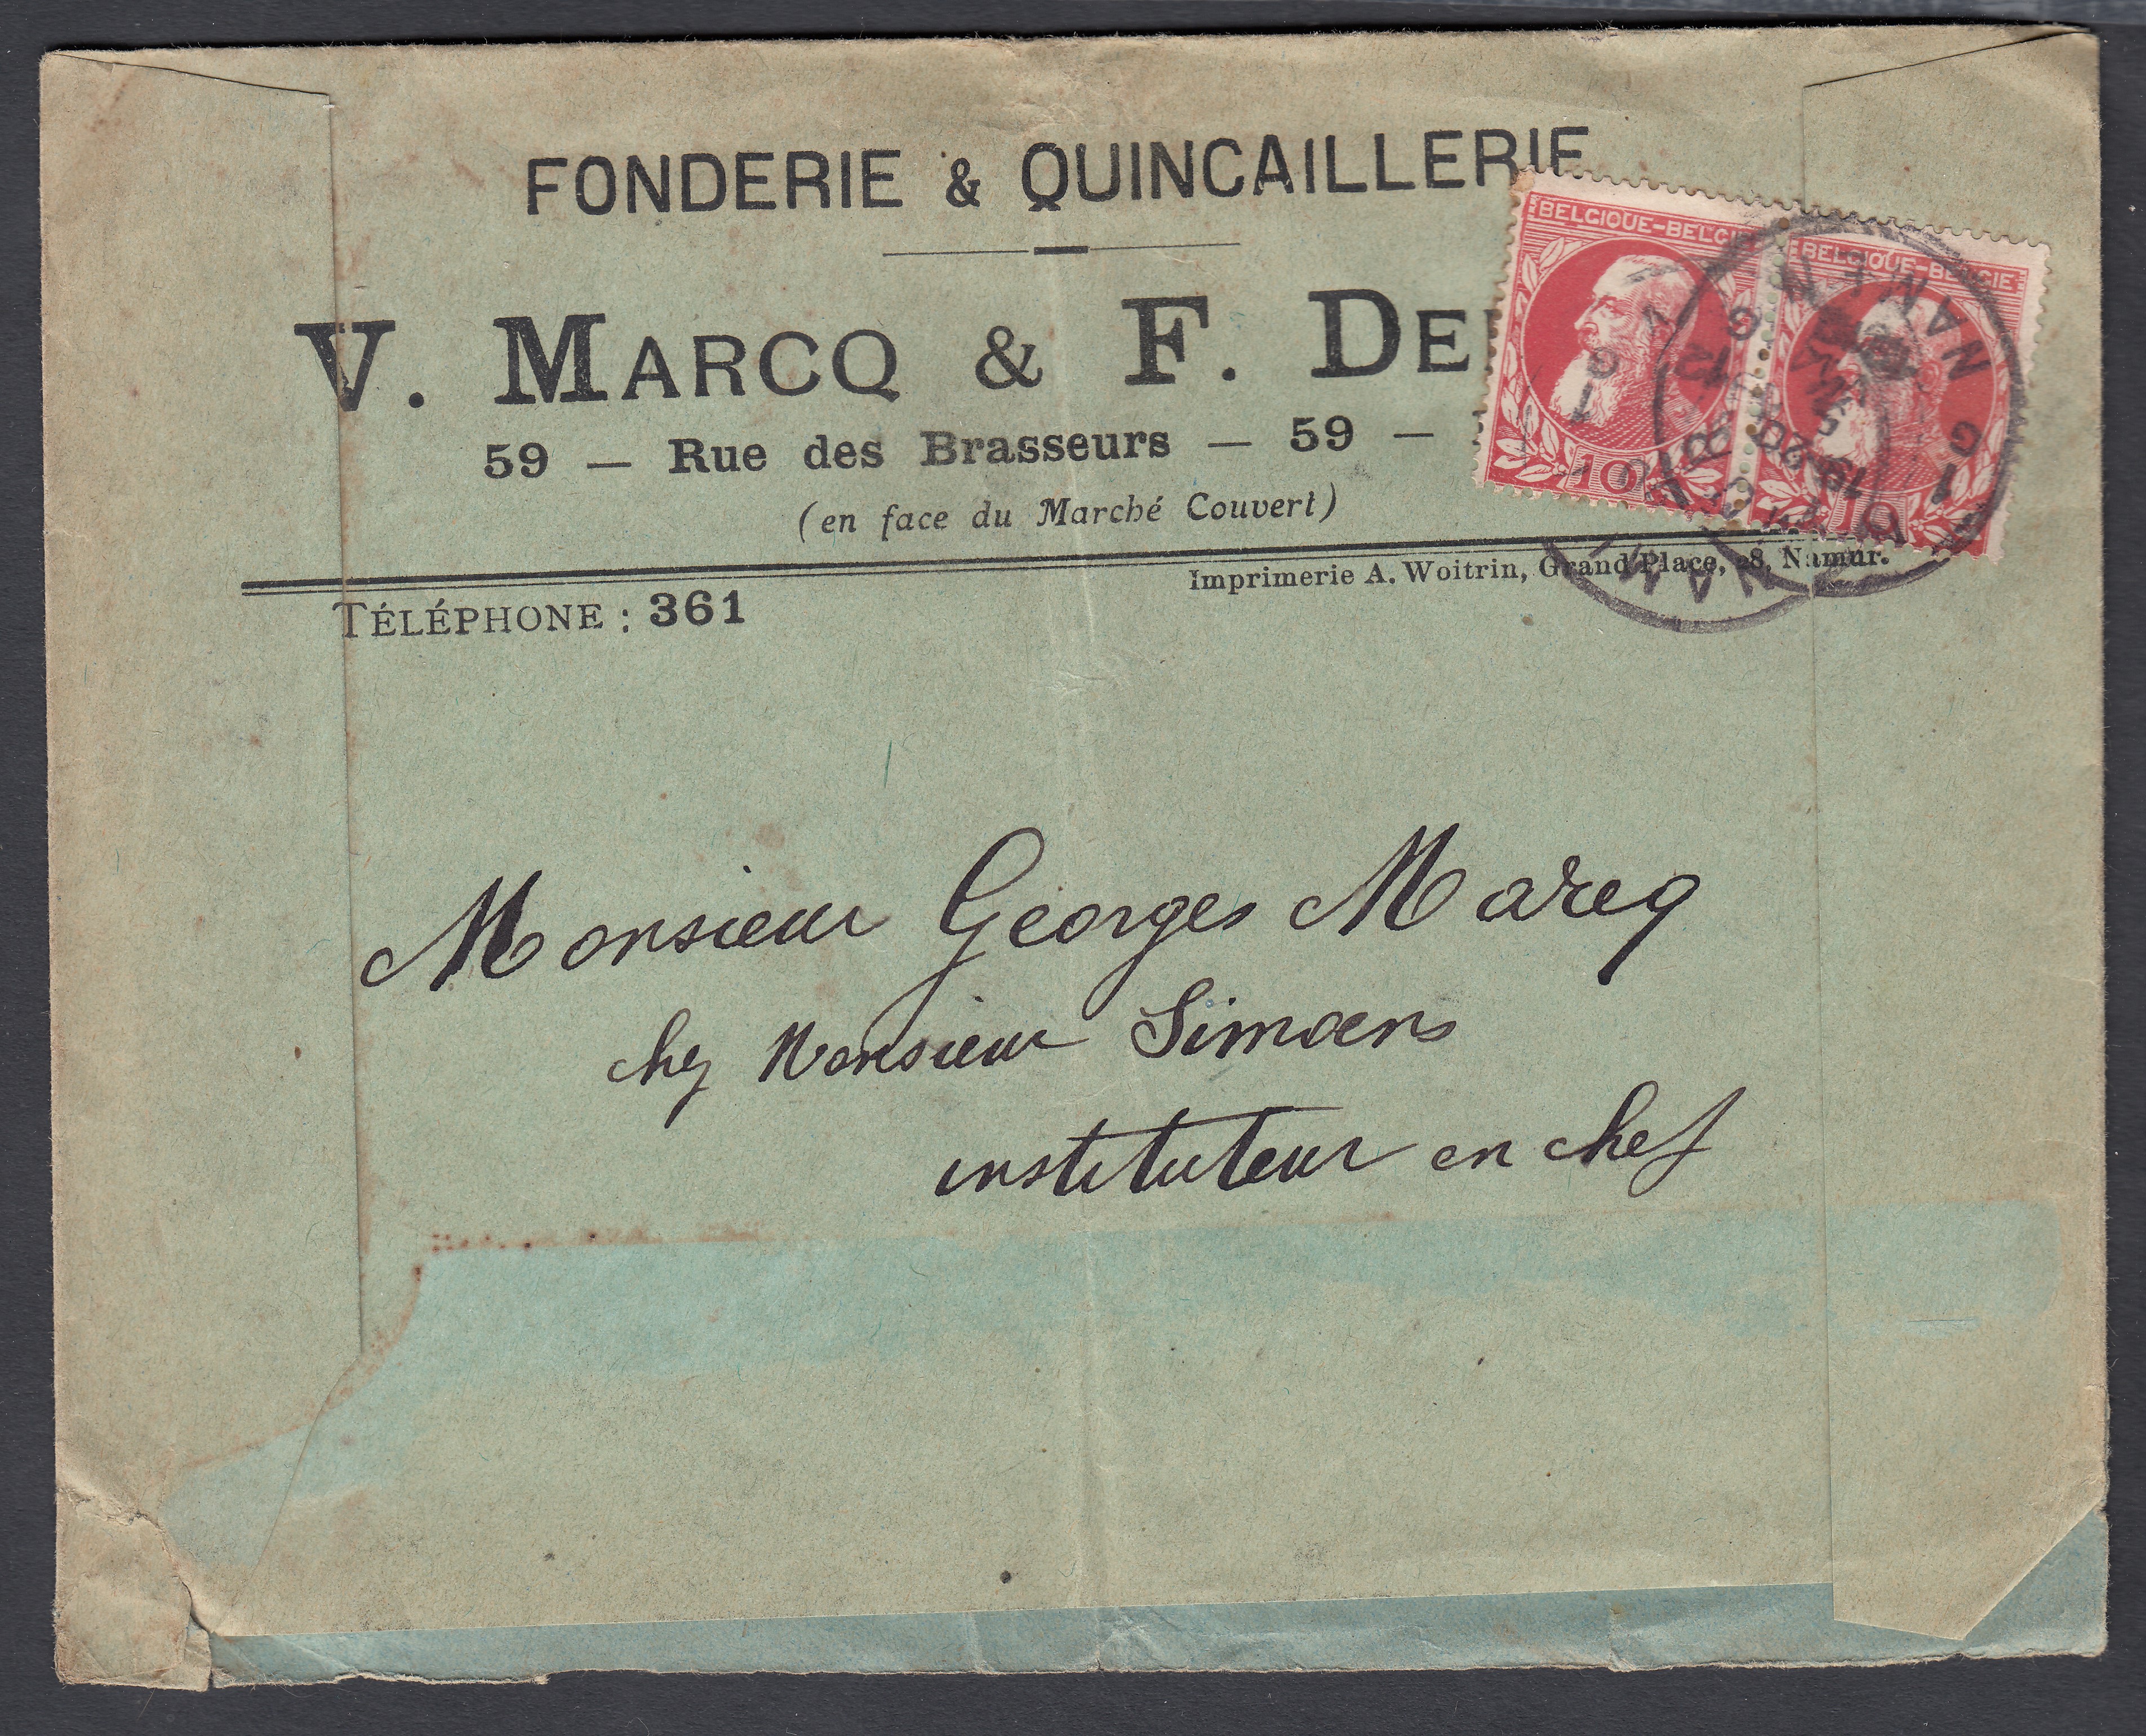 FONDERIE & QUINCAILLERIE
V. MARCQ & F. DE
59 — Rue des Brasseurs — 59 —
(en face du Marché Couvert)
Imprimerie A. Woitrin, Grand'Place, 28, Namur.
TÉLÉPHONE : 361
BELGIQUE-BELGIE
10
BELGIQUE-BELGIE
10
Monsieur Georges Marcq
chez Monsieur Simoens
instituteur en chef